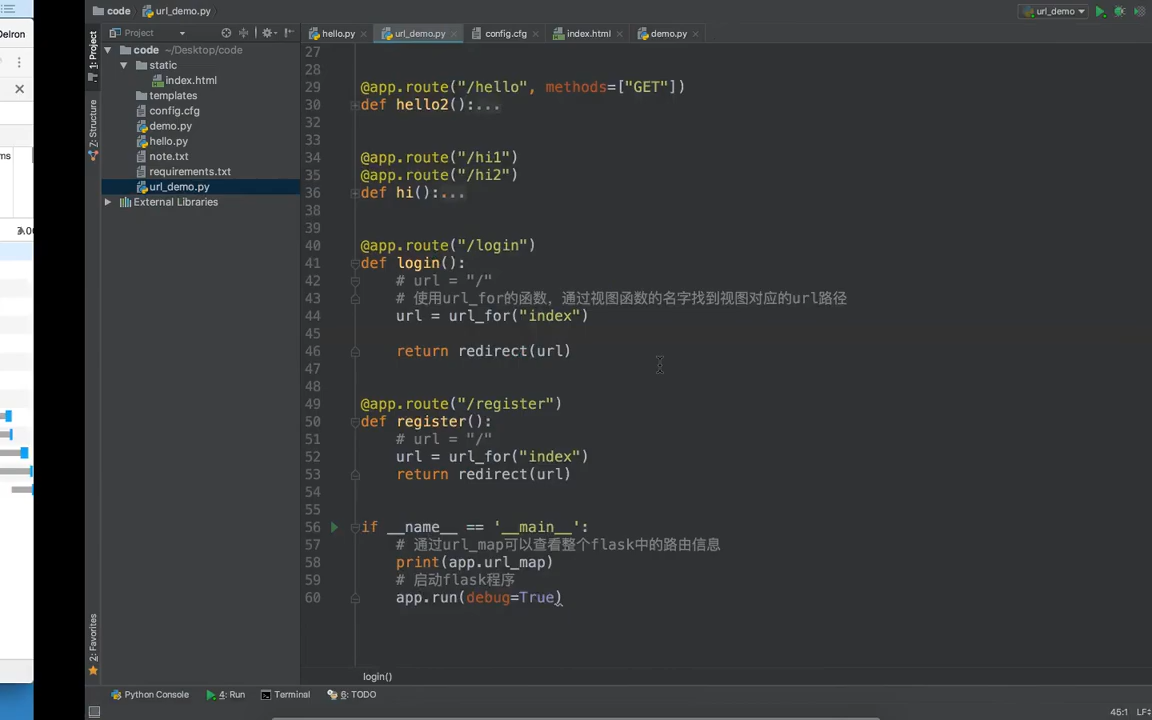 code url_demo.py url_demo
Deiron
Project
hello.py url_demo.py config.cfg index.html demo.py
1: Project
code ~/Desktop/code
static
index.html
templates
config.cfg
demo.py
hello.py
note.txt
requirements.txt
url_demo.py
External Libraries
7: Structure
2: Favorites
ms
27
28
29 @app.route("/hello", methods=["GET"])
30 def hello2():...
32
33
34 @app.route("/hi1")
35 @app.route("/hi2")
36 def hi():...
38
39
40 @app.route("/login")
41 def login():
42 # url = "/"
43 # 使用url_for的函数，通过视图函数的名字找到视图对应的url路径
44 url = url_for("index")
45
46 return redirect(url)
47
48
49 @app.route("/register")
50 def register():
51 # url = "/"
52 url = url_for("index")
53 return redirect(url)
54
55
56 if __name__ == '__main__':
57 # 通过url_map可以查看整个flask中的路由信息
58 print(app.url_map)
59 # 启动flask程序
60 app.run(debug=True)
login()
Python Console 4: Run Terminal 6: TODO
45:1 LF